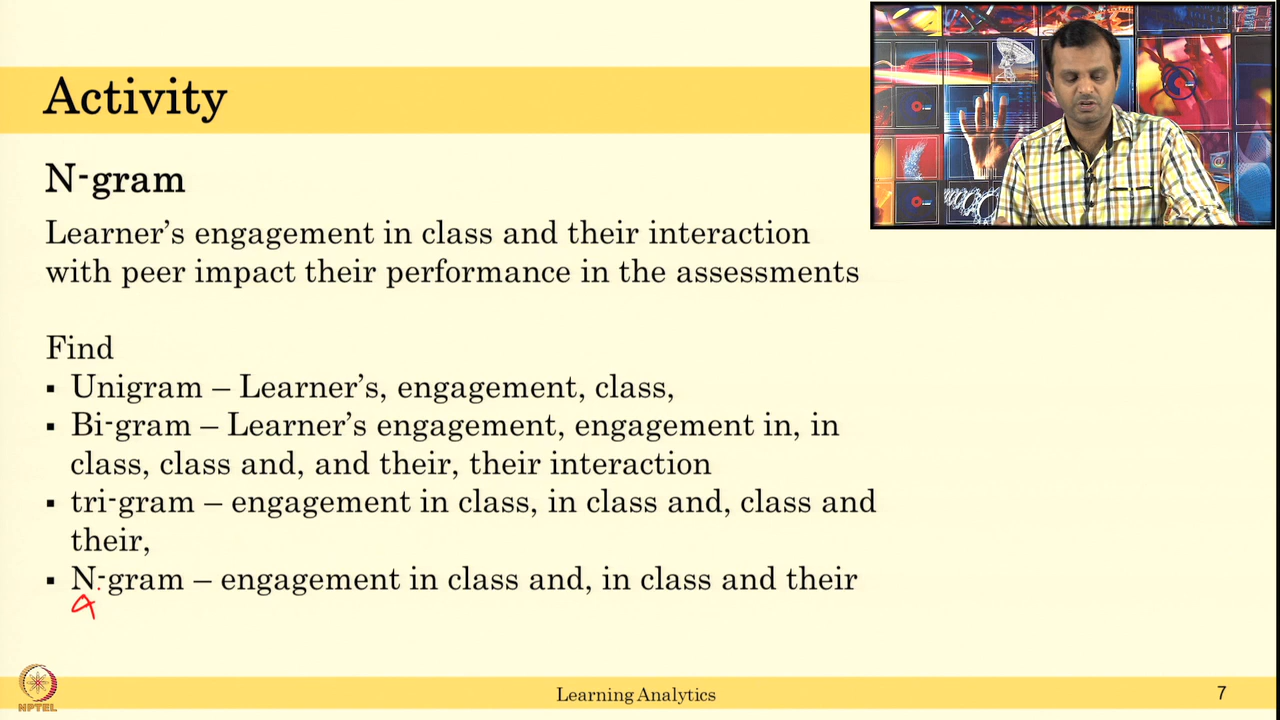 Activity
N-gram
Learner's engagement in class and their interaction
with peer impact their performance in the assessments
Find
▪ Unigram – Learner's, engagement, class,
▪ Bi-gram – Learner's engagement, engagement in, in
class, class and, and their, their interaction
▪ tri-gram – engagement in class, in class and, class and
their,
▪ N-gram – engagement in class and, in class and their
4
NPTEL
Learning Analytics
7